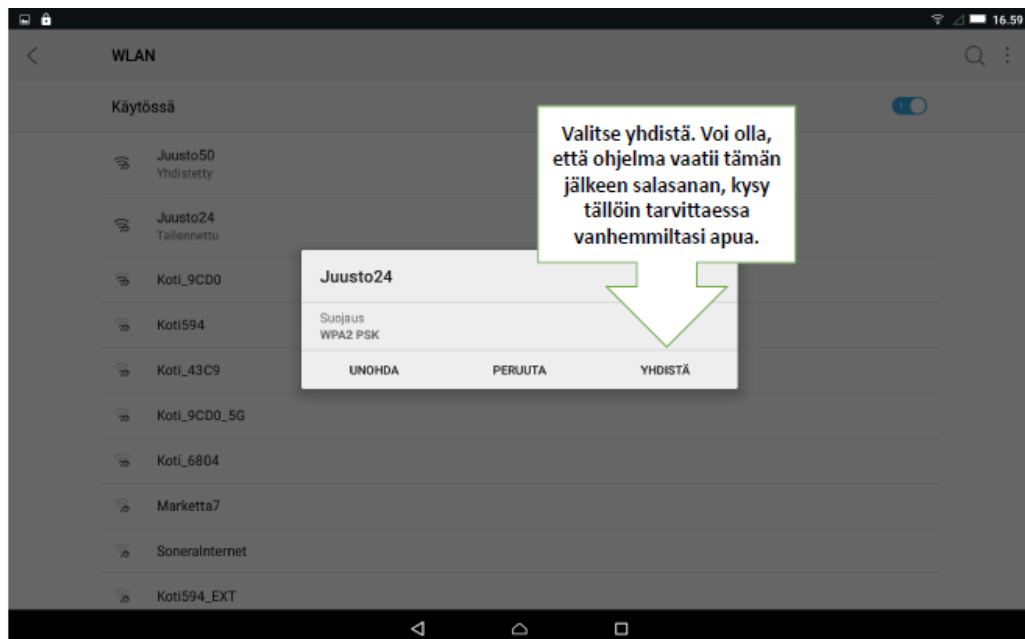 16.59
WLAN
Käytössä
Valitse yhdistä. Voi olla,
että ohjelma vaatii tämän
jälkeen salasanan, kysy
tällöin tarvittaessa
vanhemmiltasi apua.
Juusto50
Yhdistetty
Juusto24
Tallennettu
Koti_9CD0
Koti594
Koti_43C9
Koti_9CD0_5G
Koti_6804
Marketta7
SoneraInternet
Koti594_EXT
Juusto24
Suojaus
WPA2 PSK
UNOHDA PERUUTA YHDISTÄ